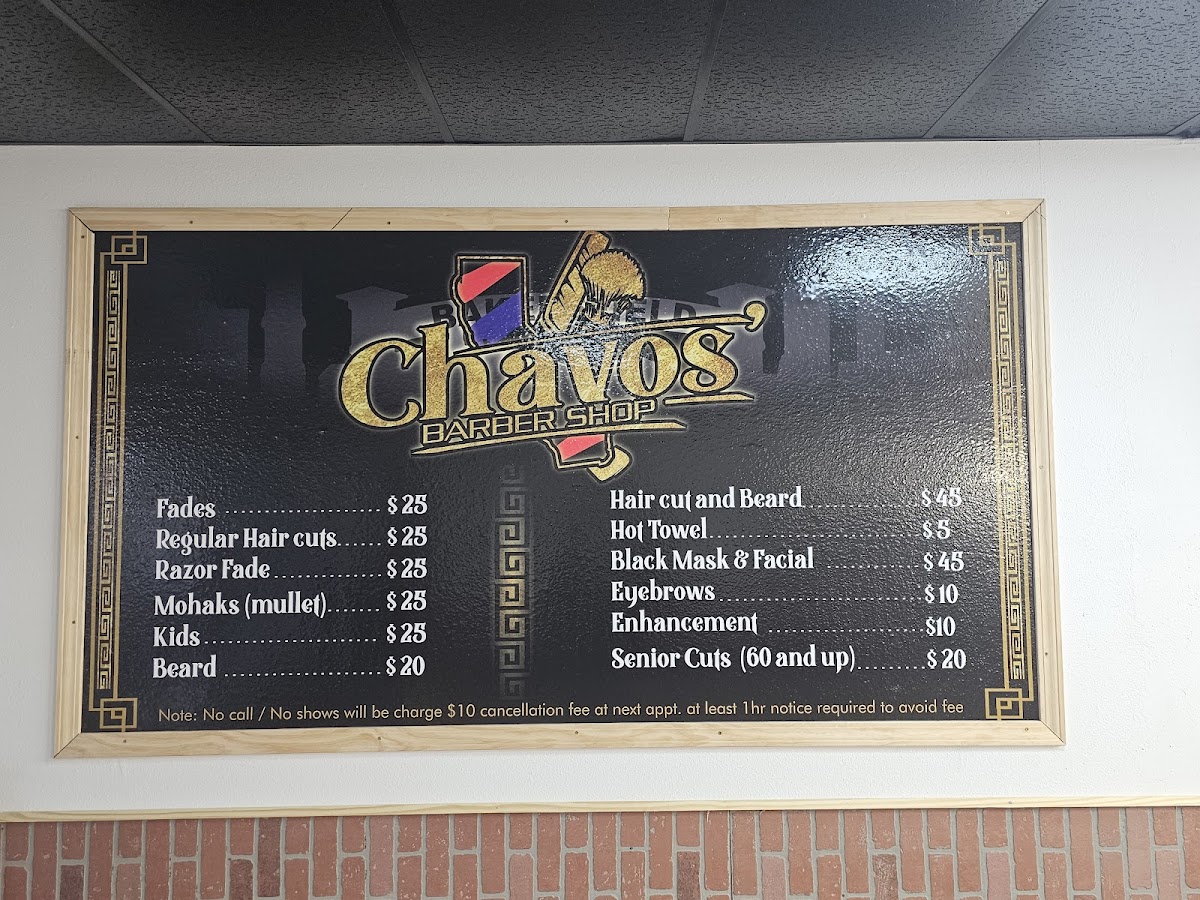 Chavos'
BARBER SHOP
Fades .................... $ 25
Regular Hair cuts...... $ 25
Razor Fade.............. $ 25
Mohaks (mullet)....... $ 25
Kids...................... $ 25
Beard .................... $ 20
Hair cut and Beard............... $ 45
Hot Towel........................... $ 5
Black Mask & Facial ............ $ 45
Eyebrows.......................... $ 10
Enhancement .................... $10
Senior Cuts (60 and up)......... $ 20
Note: No call / No shows will be charge $10 cancellation fee at next appt. at least 1hr notice required to avoid fee